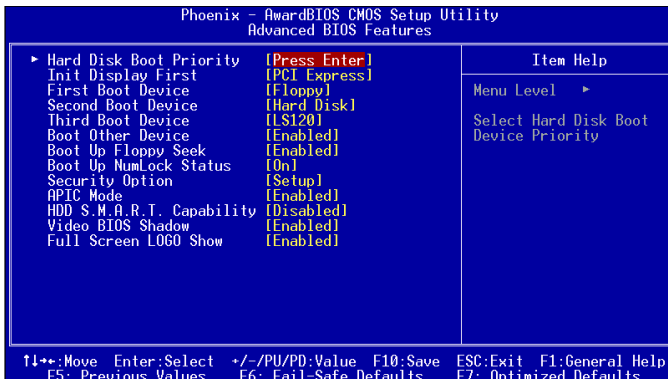 Phoenix - AwardBIOS CMOS Setup Utility
Advanced BIOS Features
► Hard Disk Boot Priority [Press Enter]
Init Display First [PCI Express]
First Boot Device [Floppy]
Second Boot Device [Hard Disk]
Third Boot Device [LS120]
Boot Other Device [Enabled]
Boot Up Floppy Seek [Enabled]
Boot Up NumLock Status [On]
Security Option [Setup]
APIC Mode [Enabled]
HDD S.M.A.R.T. Capability [Disabled]
Video BIOS Shadow [Enabled]
Full Screen LOGO Show [Enabled]
Item Help
Menu Level ►
Select Hard Disk Boot
Device Priority
↑↓→←:Move Enter:Select +/-/PU/PD:Value F10:Save ESC:Exit F1:General Help
F5: Previous Values F6: Fail-Safe Defaults F7: Optimized Defaults